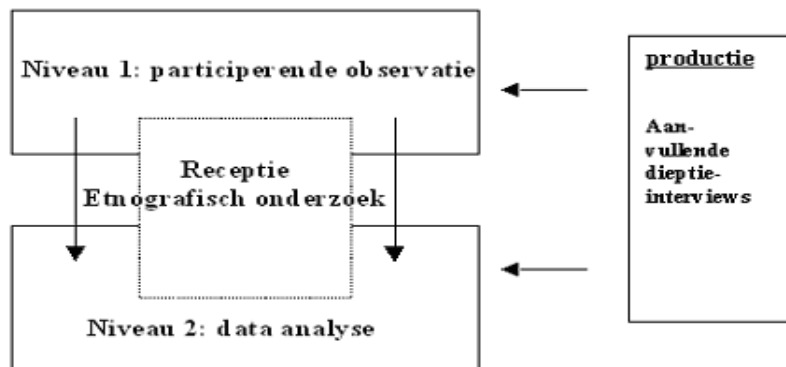 Niveau 1: participerende observatie
Receptie
Etnografisch onderzoek
Niveau 2: data analyse
productie
Aan-
vullende
dieptie-
interviews